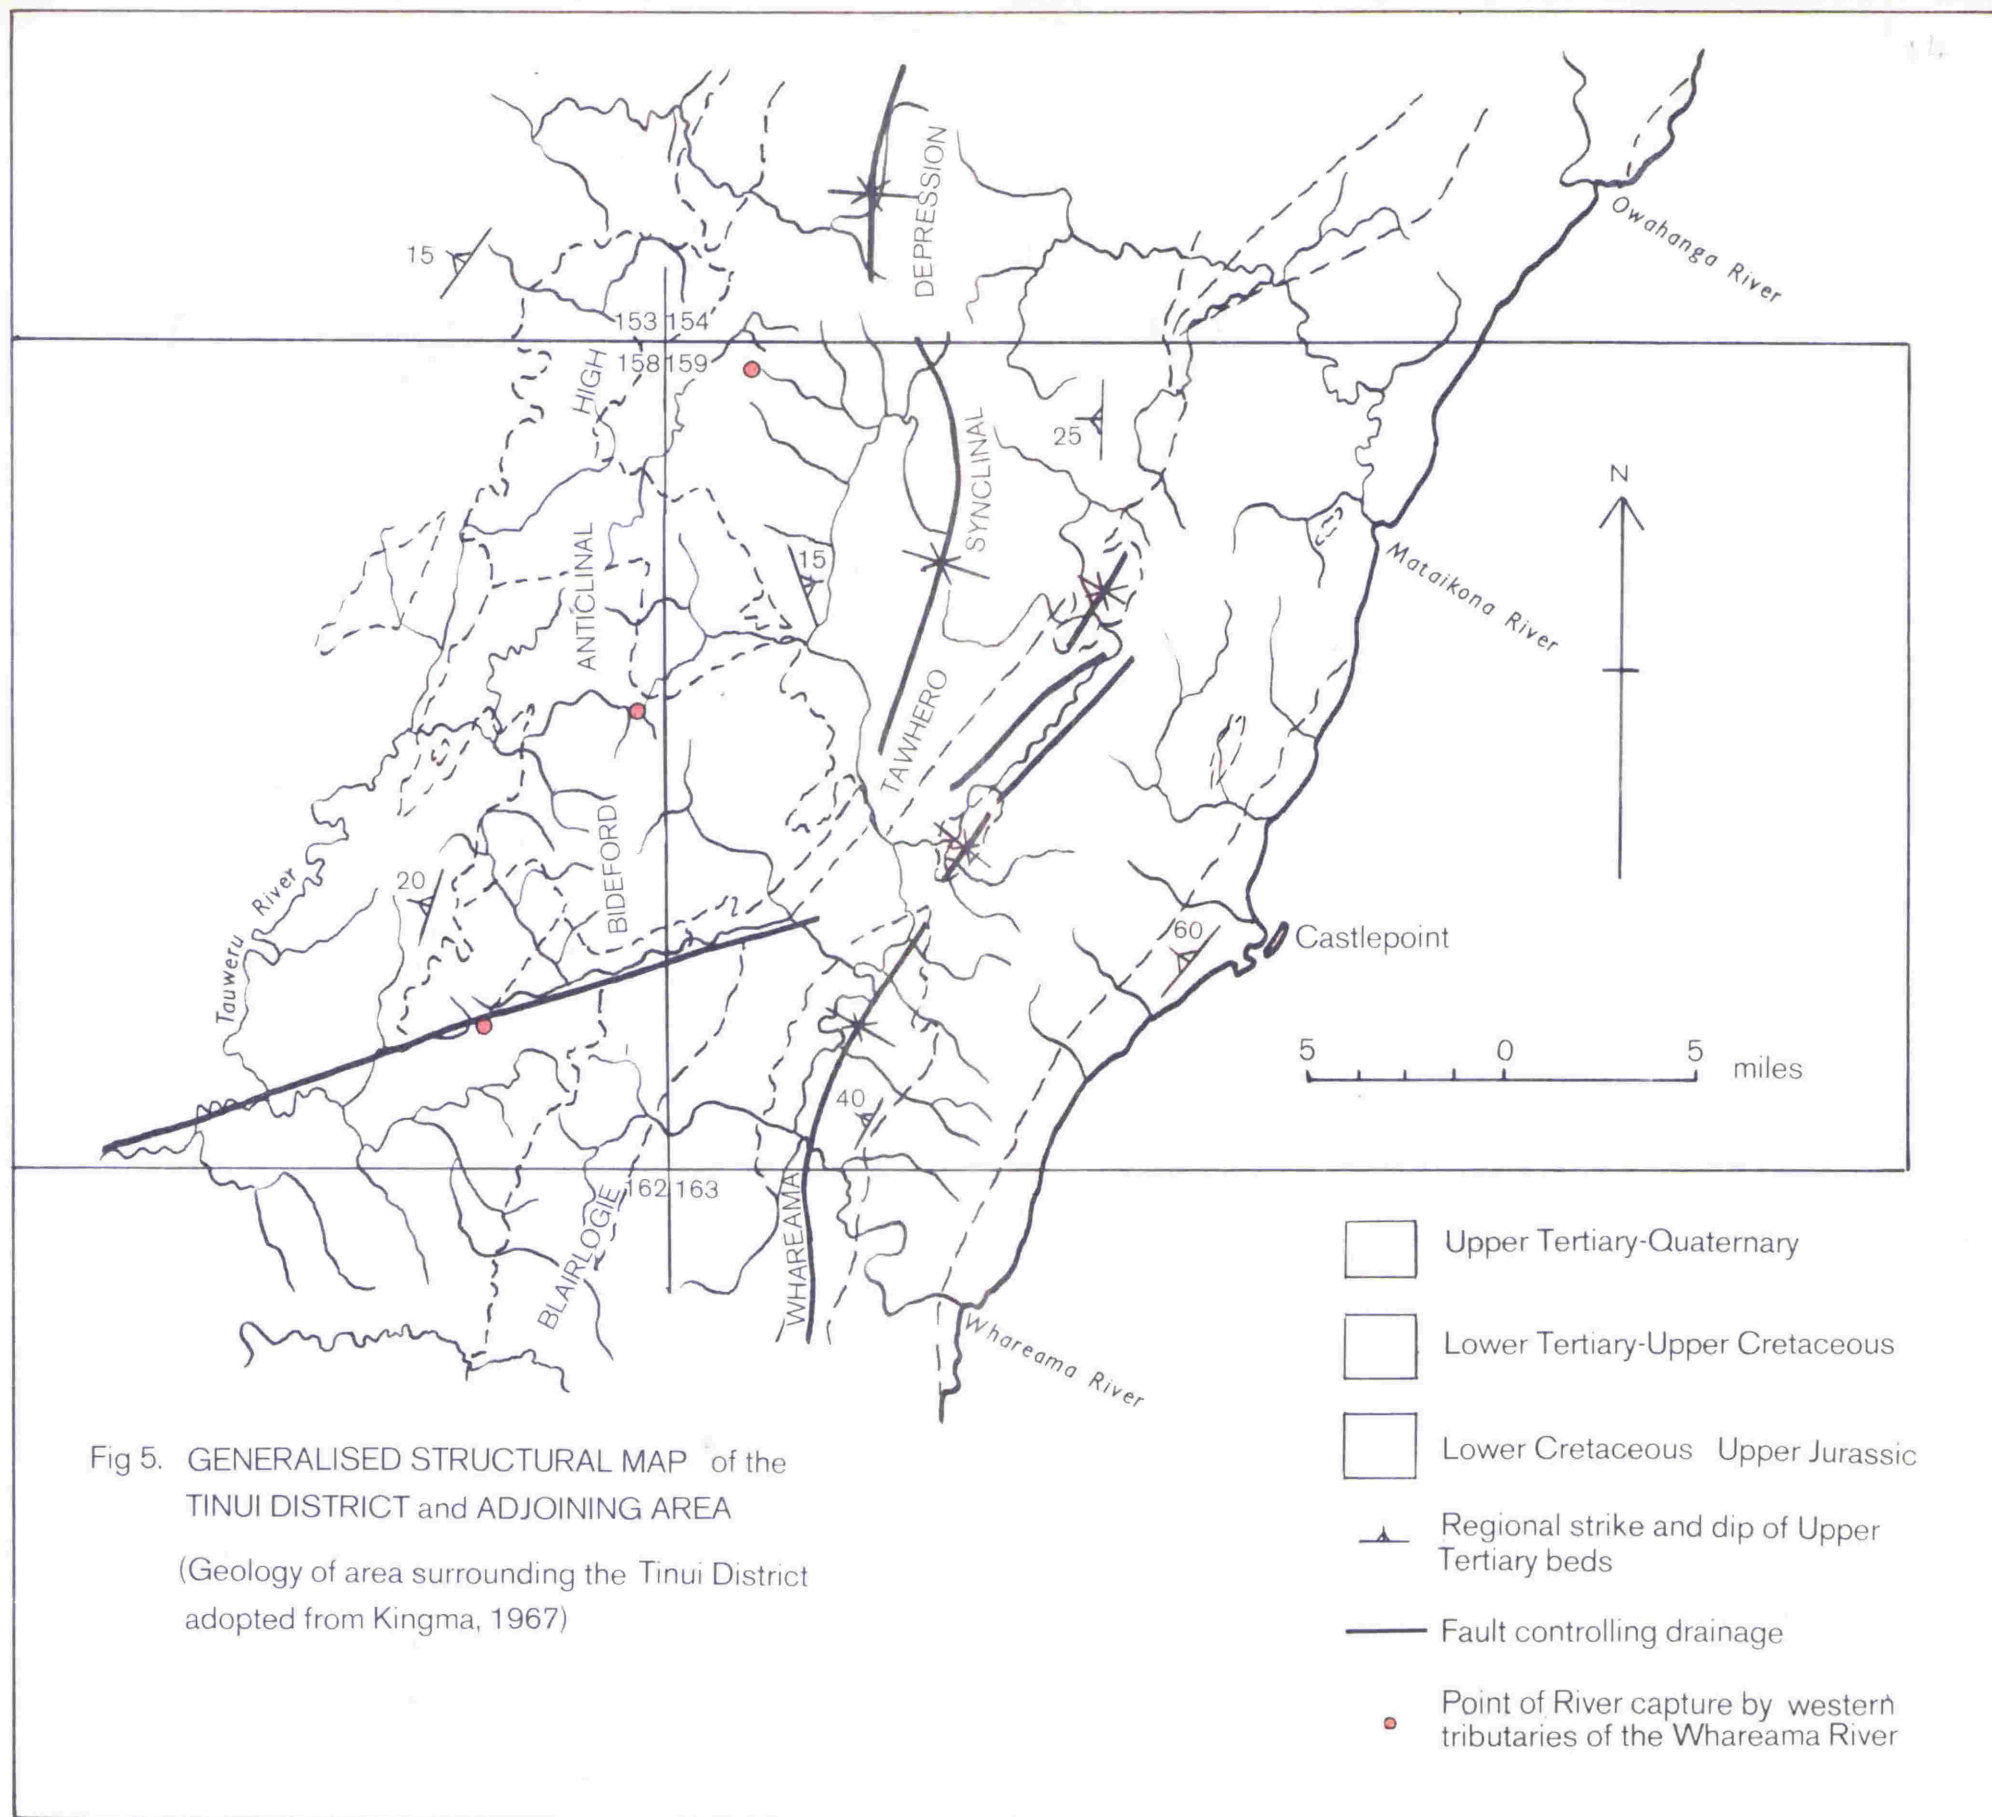 14
DEPRESSION
Owahanga River
15
153 154
158 159
HIGH
25
SYNCLINAL
N
Mataikona River
15
ANTICLINAL
TAWHERO
20
BIDEFORD
Tauweru River
60
Castlepoint
5 0 5
miles
40
162 163
WHAREAMA
BLAIRLOGIE
Whareama River
Upper Tertiary-Quaternary
Lower Tertiary-Upper Cretaceous
Lower Cretaceous Upper Jurassic
Regional strike and dip of Upper
Tertiary beds
Fault controlling drainage
Point of River capture by western
tributaries of the Whareama River
Fig 5. GENERALISED STRUCTURAL MAP of the
TINUI DISTRICT and ADJOINING AREA
(Geology of area surrounding the Tinui District
adopted from Kingma, 1967)